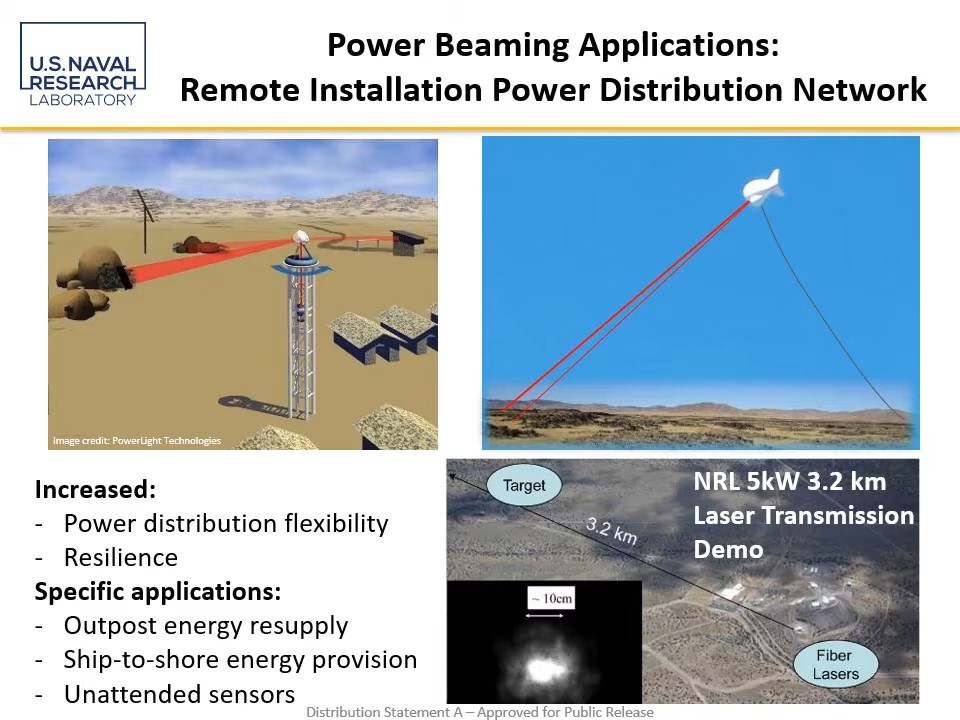 U.S. NAVAL
RESEARCH
LABORATORY
Power Beaming Applications:
Remote Installation Power Distribution Network
Image credit: PowerLight Technologies
Increased:
- Power distribution flexibility
- Resilience
Specific applications:
- Outpost energy resupply
- Ship-to-shore energy provision
- Unattended sensors
Target
3.2 km
NRL 5kW 3.2 km
Laser Transmission
Demo
~ 10cm
Fiber
Lasers
Distribution Statement A – Approved for Public Release